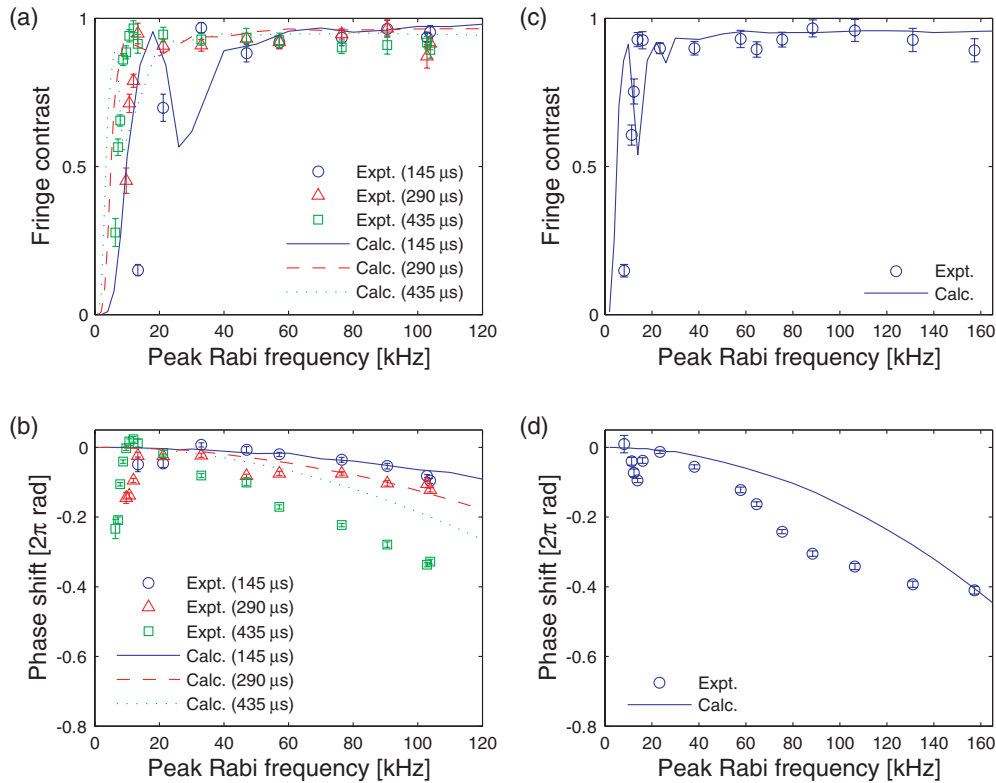 (a)
1
0.5
0
Fringe contrast
Expt. (145 µs)
Expt. (290 µs)
Expt. (435 µs)
Calc. (145 µs)
Calc. (290 µs)
Calc. (435 µs)
0 20 40 60 80 100 120
Peak Rabi frequency [kHz]
(c)
1
0.5
0
Fringe contrast
Expt.
Calc.
0 20 40 60 80 100 120 140 160
Peak Rabi frequency [kHz]
(b)
0
-0.2
-0.4
-0.6
-0.8
Phase shift [2π rad]
Expt. (145 µs)
Expt. (290 µs)
Expt. (435 µs)
Calc. (145 µs)
Calc. (290 µs)
Calc. (435 µs)
0 20 40 60 80 100 120
Peak Rabi frequency [kHz]
(d)
0
-0.2
-0.4
-0.6
-0.8
Phase shift [2π rad]
Expt.
Calc.
0 20 40 60 80 100 120 140 160
Peak Rabi frequency [kHz]